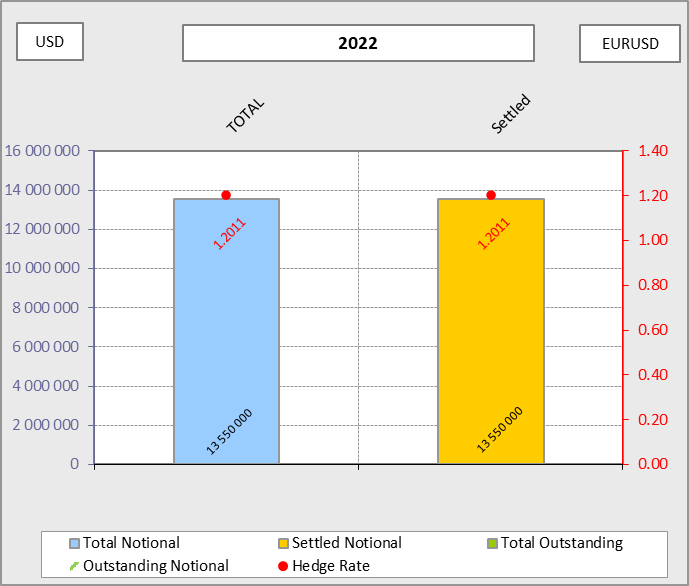 USD
2022
EURUSD
TOTAL
Settled
16 000 000
14 000 000
12 000 000
10 000 000
8 000 000
6 000 000
4 000 000
2 000 000
0
1.2011
1.2011
13 550 000
13 550 000
1.40
1.20
1.00
0.80
0.60
0.40
0.20
0.00
Total Notional
Settled Notional
Total Outstanding
Outstanding Notional
Hedge Rate